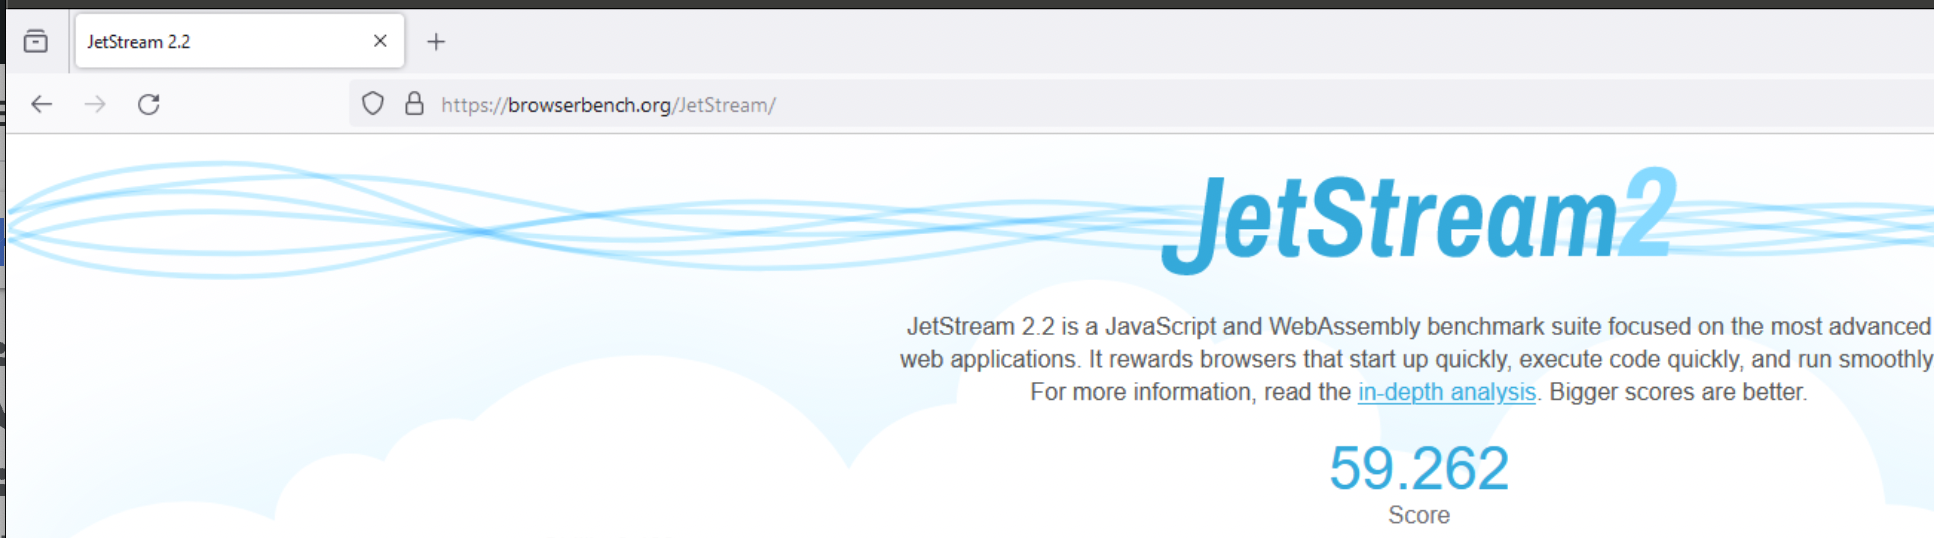 JetStream 2.2
https://browserbench.org/JetStream/
JetStream2
JetStream 2.2 is a JavaScript and WebAssembly benchmark suite focused on the most advanced
web applications. It rewards browsers that start up quickly, execute code quickly, and run smoothly
For more information, read the in-depth analysis. Bigger scores are better.
59.262
Score